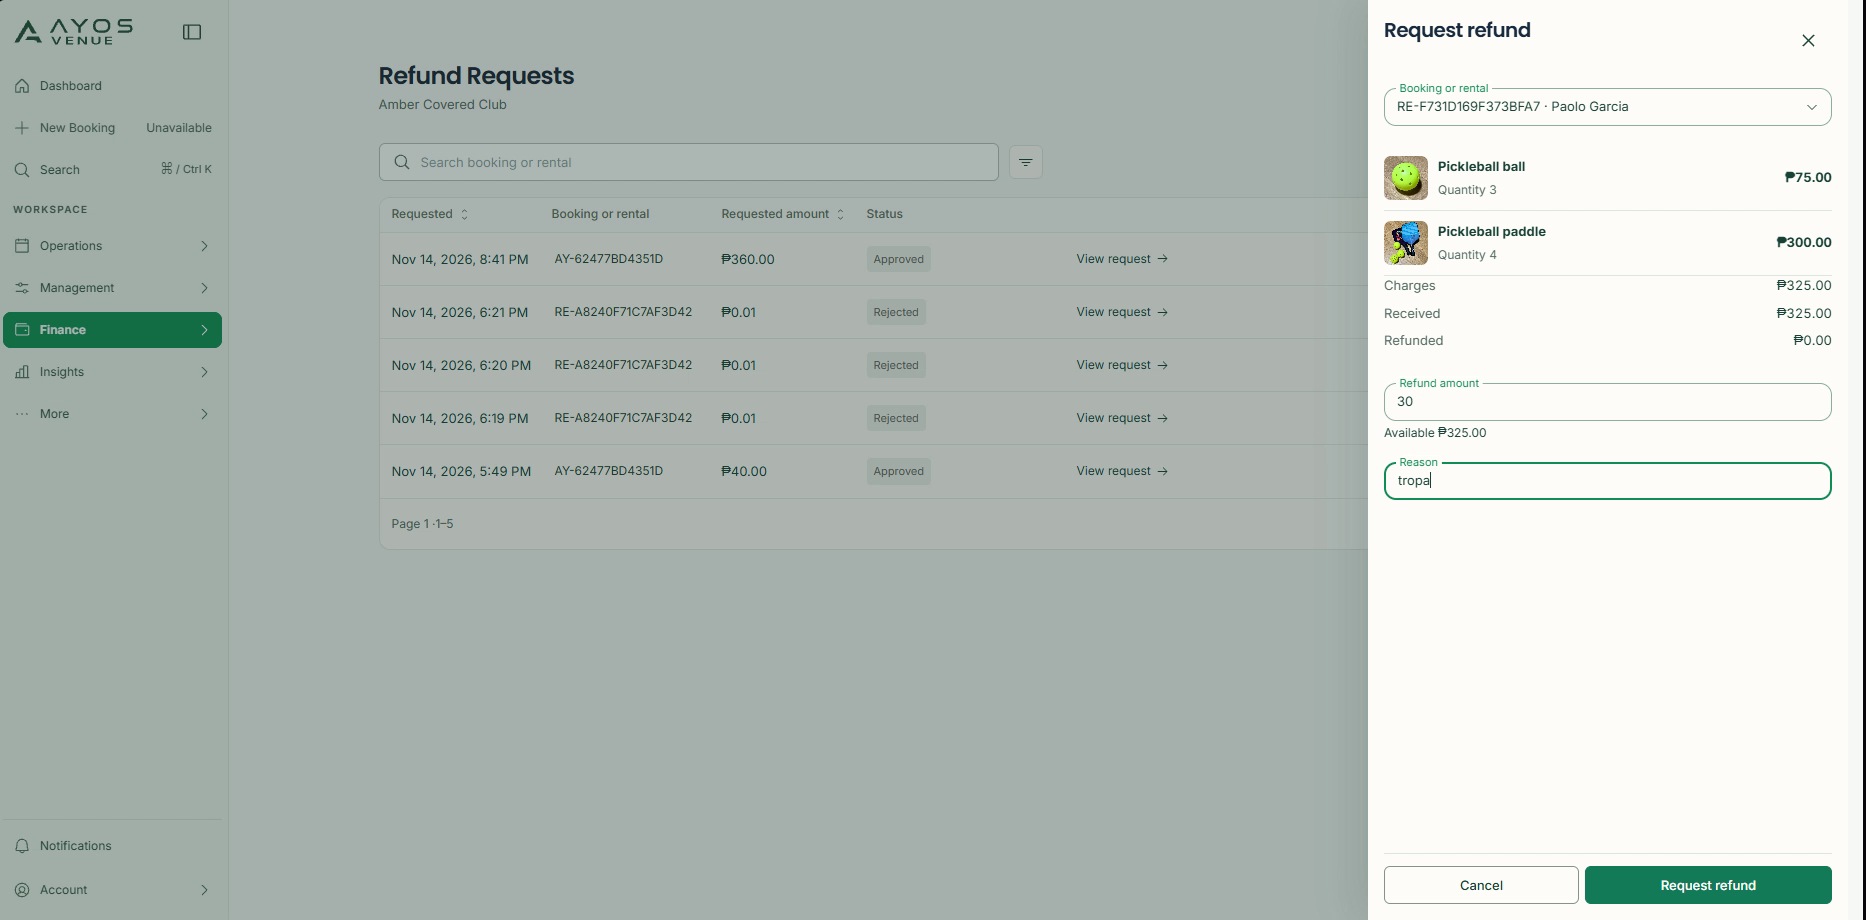 AYOS
VENUE
Dashboard
New Booking Unavailable
Search ⌘ / Ctrl K
WORKSPACE
Operations
Management
Finance
Insights
More
Notifications
Account
Refund Requests
Amber Covered Club
Search booking or rental
Requested Booking or rental Requested amount Status
Nov 14, 2026, 8:41 PM AY-62477BD4351D ₱360.00 Approved View request →
Nov 14, 2026, 6:21 PM RE-A8240F71C7AF3D42 ₱0.01 Rejected View request →
Nov 14, 2026, 6:20 PM RE-A8240F71C7AF3D42 ₱0.01 Rejected View request →
Nov 14, 2026, 6:19 PM RE-A8240F71C7AF3D42 ₱0.01 Rejected View request →
Nov 14, 2026, 5:49 PM AY-62477BD4351D ₱40.00 Approved View request →
Page 1 ·1–5
Request refund
Booking or rental
RE-F731D169F373BFA7 · Paolo Garcia
Pickleball ball
Quantity 3
₱75.00
Pickleball paddle
Quantity 4
₱300.00
Charges ₱325.00
Received ₱325.00
Refunded ₱0.00
Refund amount
30
Available ₱325.00
Reason
tropa
Cancel Request refund